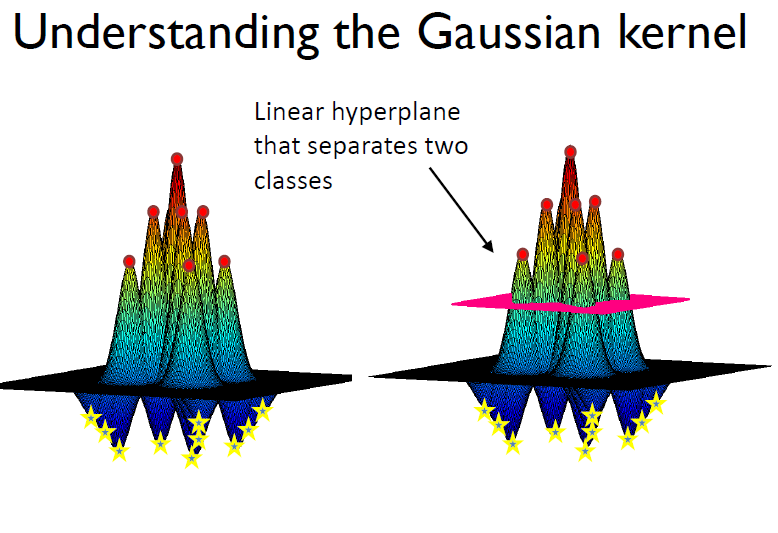 Understanding the Gaussian kernel
Linear hyperplane
that separates two
classes